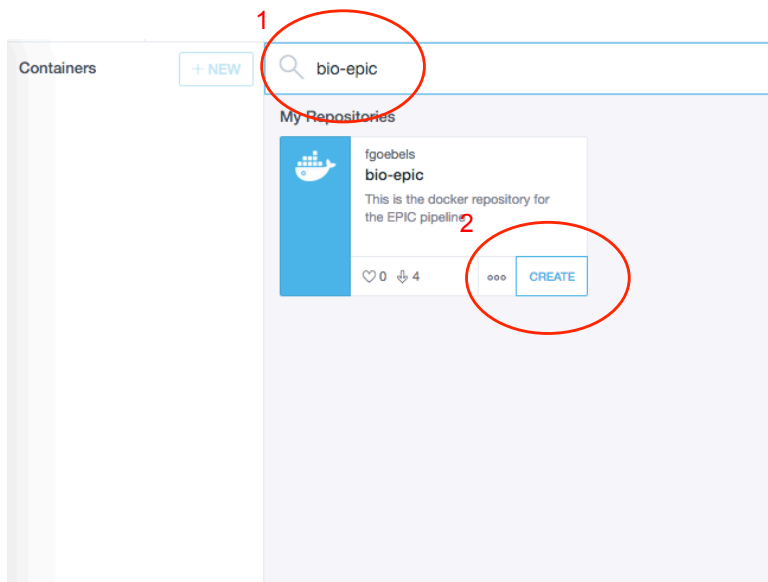 1
Containers
+ NEW
bio-epic
My Repositories
fgoebels
bio-epic
This is the docker repository for
the EPIC pipeline
2
0
4
CREATE